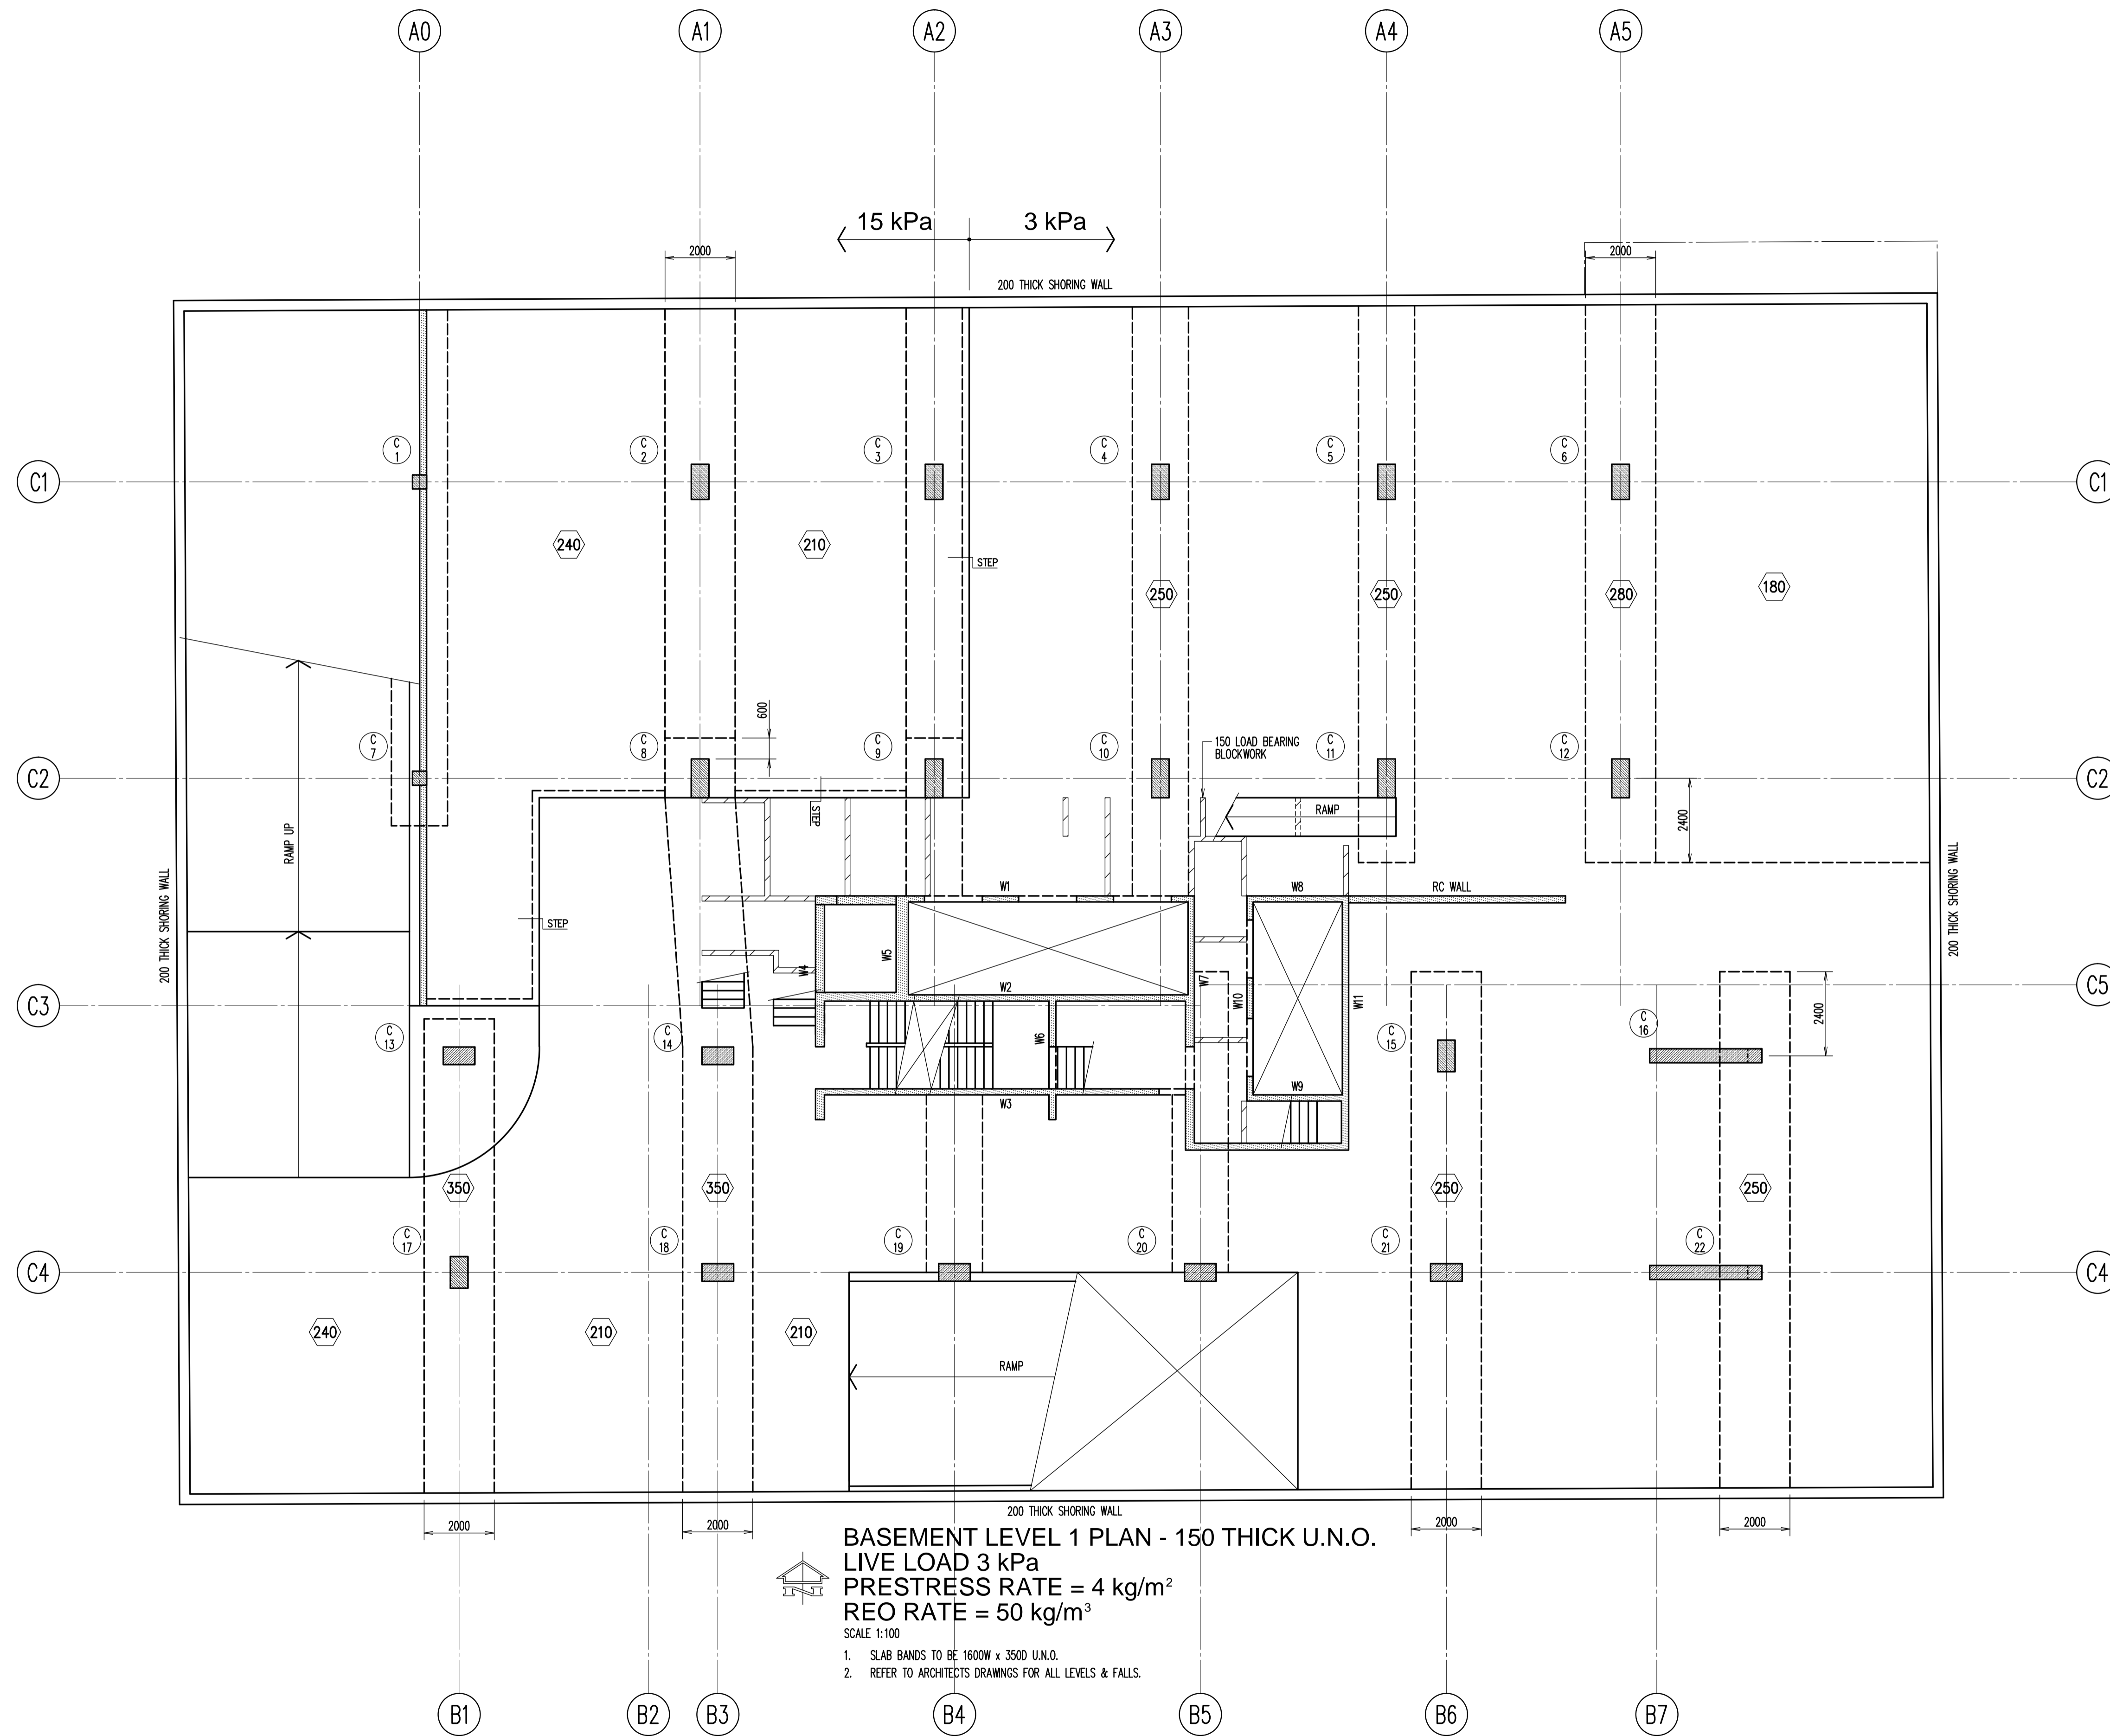 A0
A1
A2
A3
A4
A5
15 kPa
3 kPa
2000
2000
200 THICK SHORING WALL
C
1
C
2
C
3
C
4
C
5
C
6
C1
C1
240
210
STEP
250
250
280
180
600
C
7
C
8
C
9
C
10
150 LOAD BEARING
BLOCKWORK
C
11
C
12
C2
C2
STEP
RAMP
2400
RAMP UP
200 THICK SHORING WALL
STEP
W1
W8
RC WALL
200 THICK SHORING WALL
W4
W5
W2
W7
W10
W11
C5
C3
C
13
C
14
W6
C
15
C
16
2400
W9
W3
350
350
250
250
C
17
C
18
C
19
C
20
C
21
C
22
C4
C4
240
210
210
RAMP
200 THICK SHORING WALL
2000
2000
2000
2000
BASEMENT LEVEL 1 PLAN - 150 THICK U.N.O.
LIVE LOAD 3 kPa
PRESTRESS RATE = 4 kg/m²
REO RATE = 50 kg/m³
SCALE 1:100
1. SLAB BANDS TO BE 1600W x 350D U.N.O.
2. REFER TO ARCHITECTS DRAWINGS FOR ALL LEVELS & FALLS.
N
B1
B2
B3
B4
B5
B6
B7